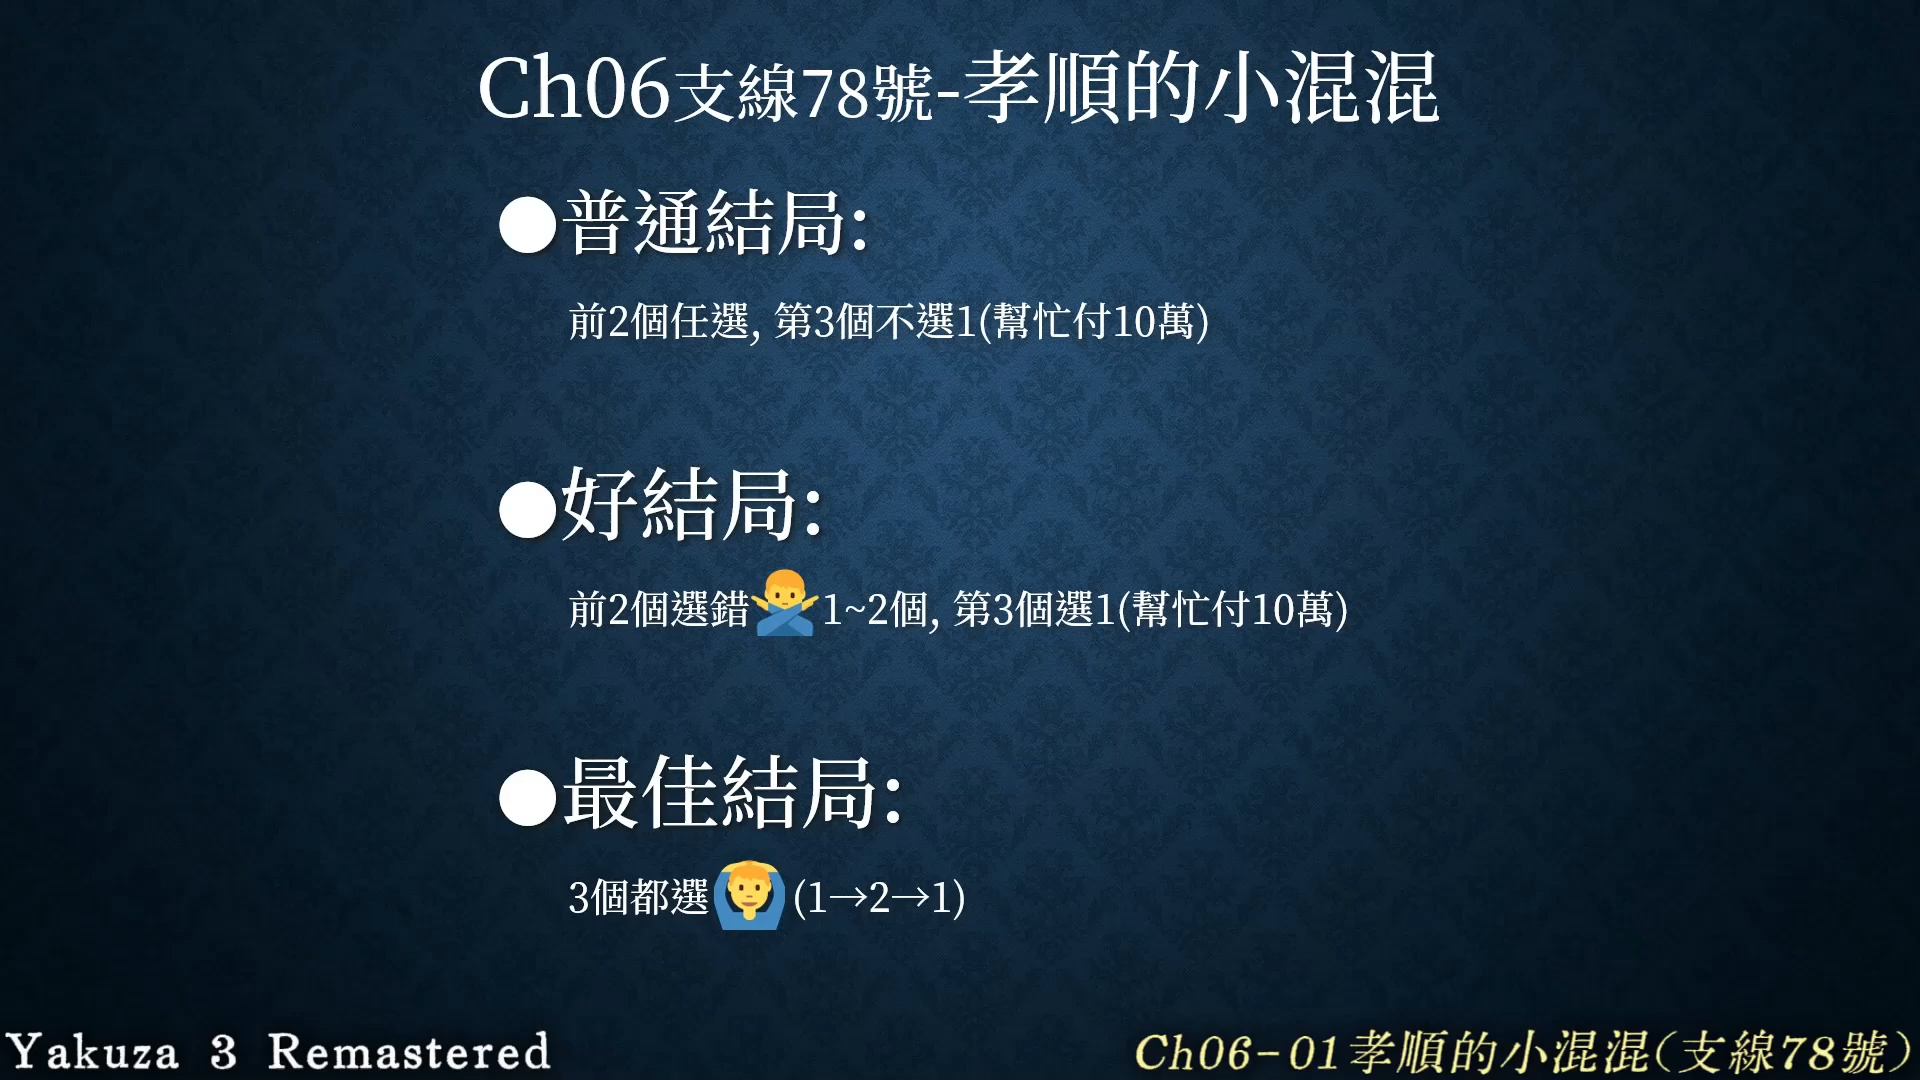 Ch06支線78號-孝順的小混混
●普通結局:
前2個任選, 第3個不選1(幫忙付10萬)
●好結局:
前2個選錯🙅‍♂️1~2個, 第3個選1(幫忙付10萬)
●最佳結局:
3個都選🙆‍♂️(1→2→1)
Yakuza 3 Remastered
Ch06-01孝順的小混混(支線78號)